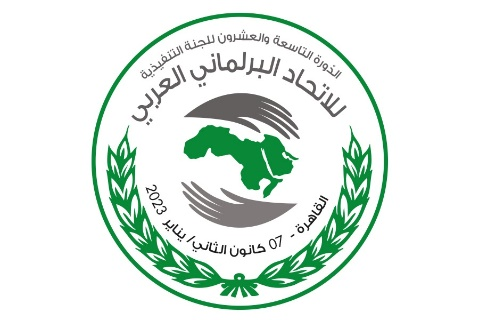 الدورة التاسعة والعشرون للجنة التنفيذية
للاتحاد البرلماني العربي
القاهرة - 07 كانون الثاني/ يناير 2023